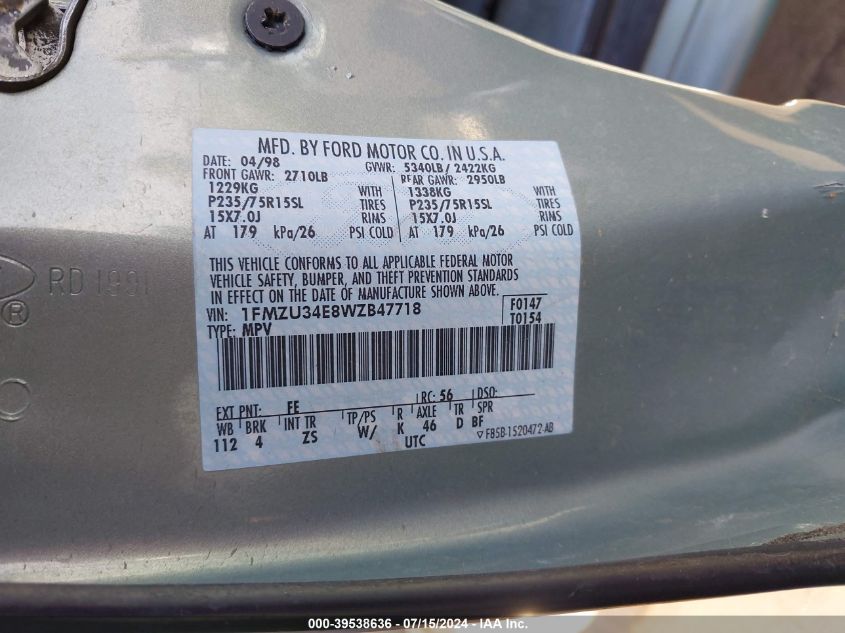 MFD. BY FORD MOTOR CO. IN U.S.A.
DATE: 04/98 GVWR: 5340LB/ 2422KG
FRONT GAWR: 2710LB REAR GAWR: 2950LB
1229KG WITH 1338KG WITH
P235/75R15SL TIRES P235/75R15SL TIRES
15X7.0J RIMS 15X7.0J RIMS
AT 179 kPa/26 PSI COLD AT 179 kPa/26 PSI COLD
THIS VEHICLE CONFORMS TO ALL APPLICABLE FEDERAL MOTOR
VEHICLE SAFETY, BUMPER, AND THEFT PREVENTION STANDARDS
IN EFFECT ON THE DATE OF MANUFACTURE SHOWN ABOVE.
VIN: 1FMZU34E8WZB47718 F0147
TYPE: MPV T0154
EXT PNT: FE RC: 56 DSO:
WB BRK INT TR TP/PS R AXLE TR SPR
112 4 ZS W/ K 46 D BF
UTC F85B-1520472-AB
®
000-39538636 - 07/15/2024 - IAA Inc.